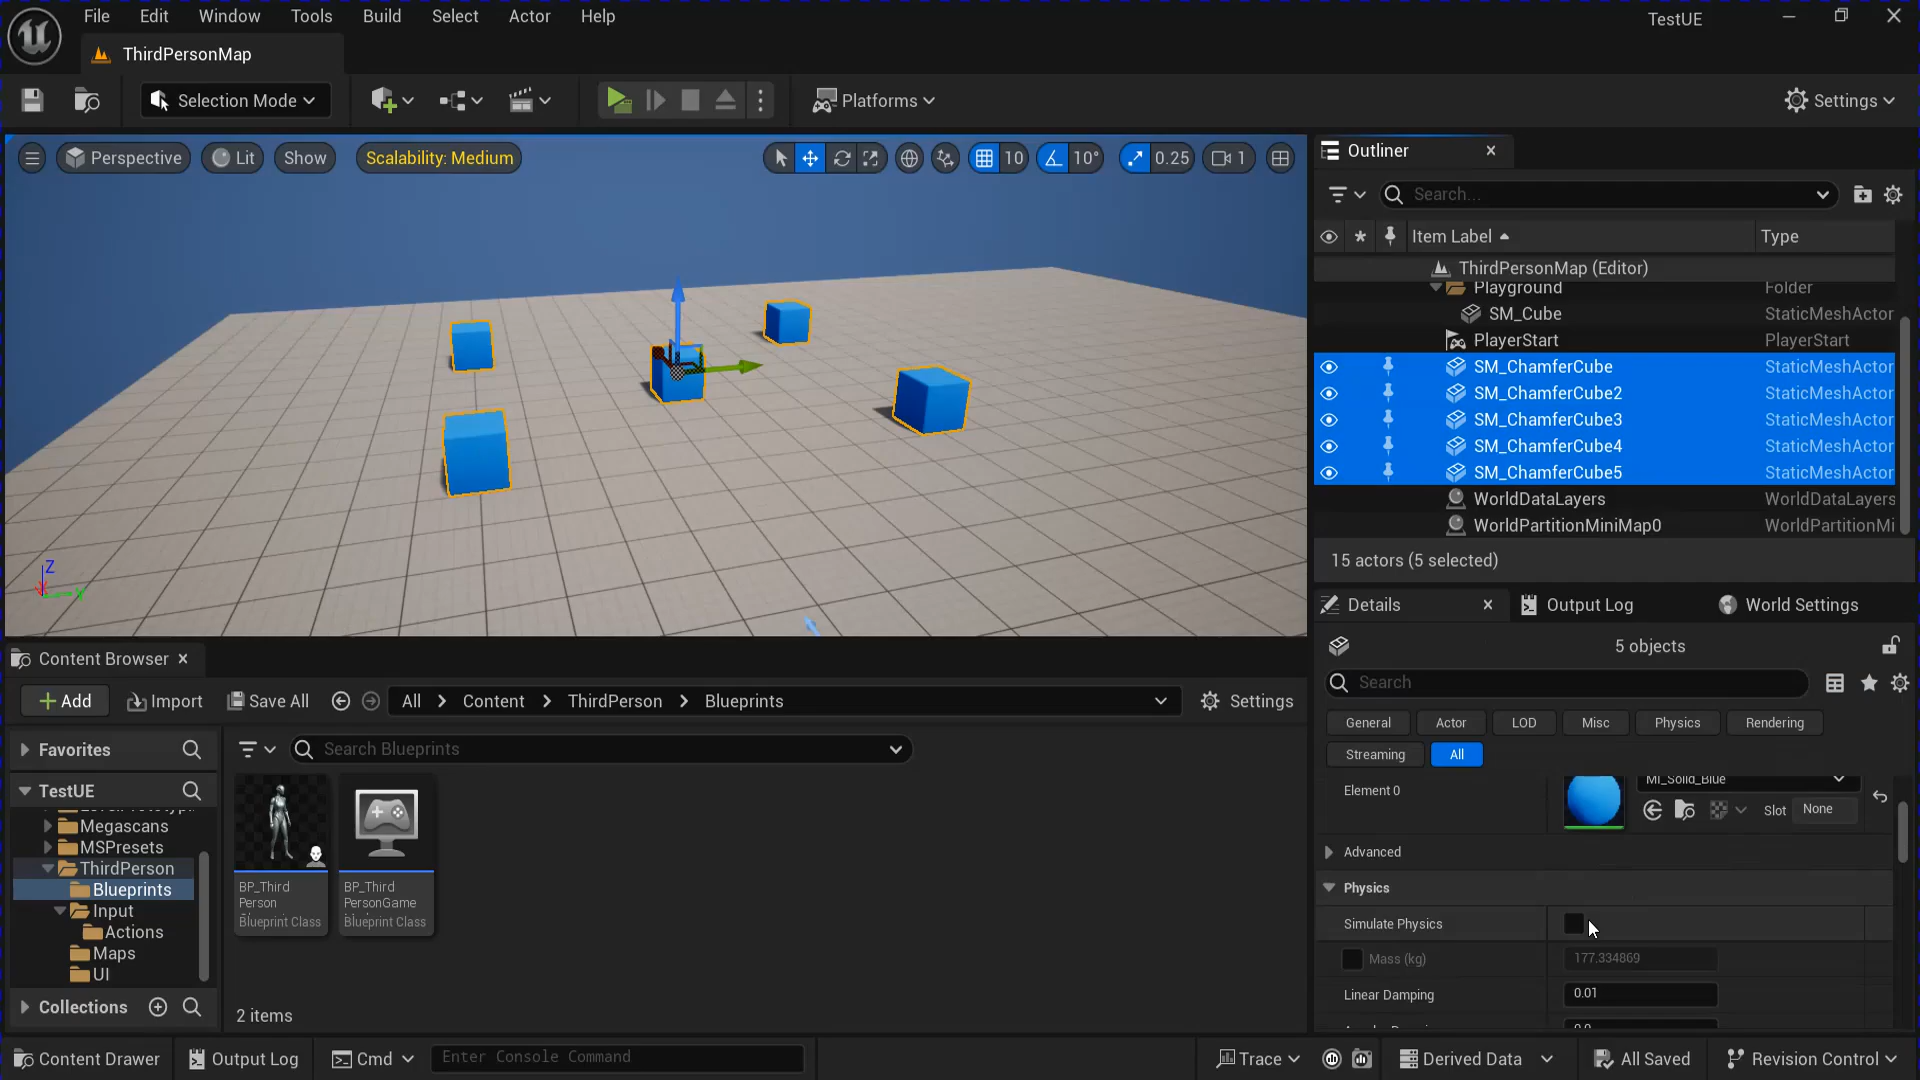 File Edit Window Tools Build Select Actor Help
TestUE
ThirdPersonMap
Selection Mode
Platforms
Settings
Perspective Lit Show Scalability: Medium
10 10° 0.25 1
Z
Y
Outliner
Search...
Item Label Type
ThirdPersonMap (Editor)
Playground Folder
SM_Cube StaticMeshActor
PlayerStart PlayerStart
SM_ChamferCube StaticMeshActor
SM_ChamferCube2 StaticMeshActor
SM_ChamferCube3 StaticMeshActor
SM_ChamferCube4 StaticMeshActor
SM_ChamferCube5 StaticMeshActor
WorldDataLayers WorldDataLayers
WorldPartitionMiniMap0 WorldPartitionMi
15 actors (5 selected)
Details Output Log World Settings
5 objects
Search
General Actor LOD Misc Physics Rendering
Streaming All
MI_Solid_Blue
Element 0
Slot None
Advanced
Physics
Simulate Physics
Mass (kg) 177.334869
Linear Damping 0.01
Content Browser
Add Import Save All All Content ThirdPerson Blueprints Settings
Favorites
Search Blueprints
TestUE
Megascans
MSPresets
ThirdPerson
Blueprints
Input
Actions
Maps
UI
Collections
BP_Third
Person
Blueprint Class
BP_Third
PersonGame
Blueprint Class
2 items
Content Drawer Output Log Cmd Enter Console Command Trace Derived Data All Saved Revision Control